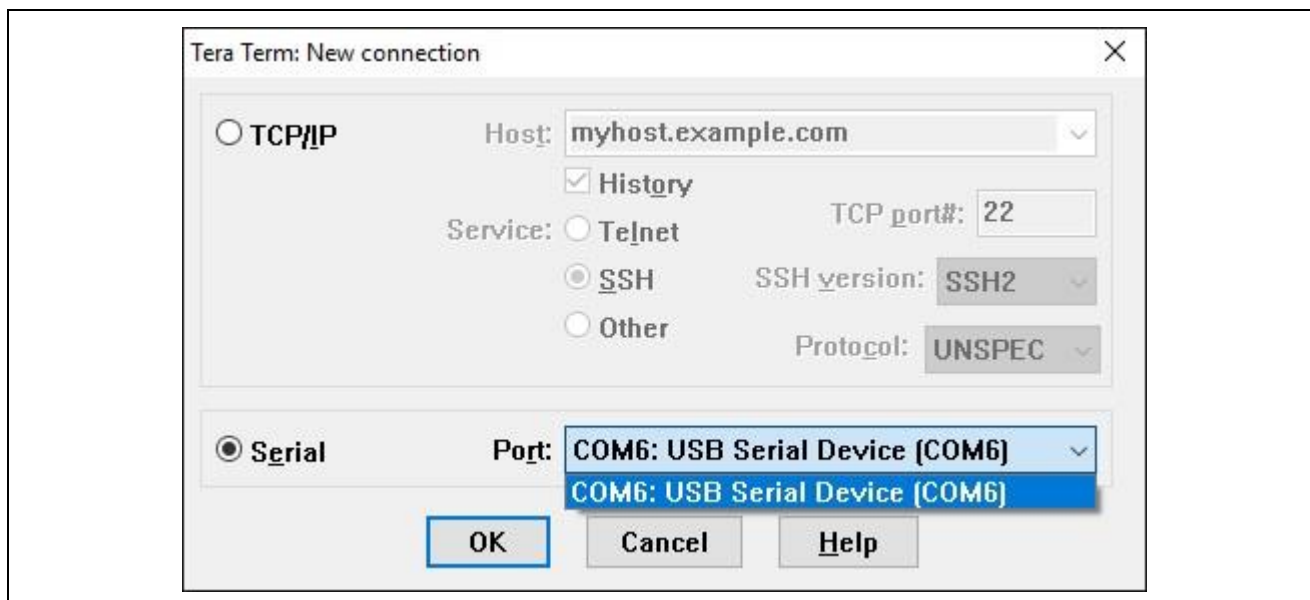 Tera Term: New connection
TCP/IP
Host: myhost.example.com
History
Service: Telnet
TCP port#: 22
SSH
SSH version: SSH2
Other
Protocol: UNSPEC
Serial
Port: COM6: USB Serial Device (COM6)
COM6: USB Serial Device (COM6)
OK Cancel Help